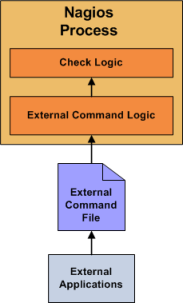 Nagios
Process
Check Logic
External Command Logic
External
Command
File
External
Applications